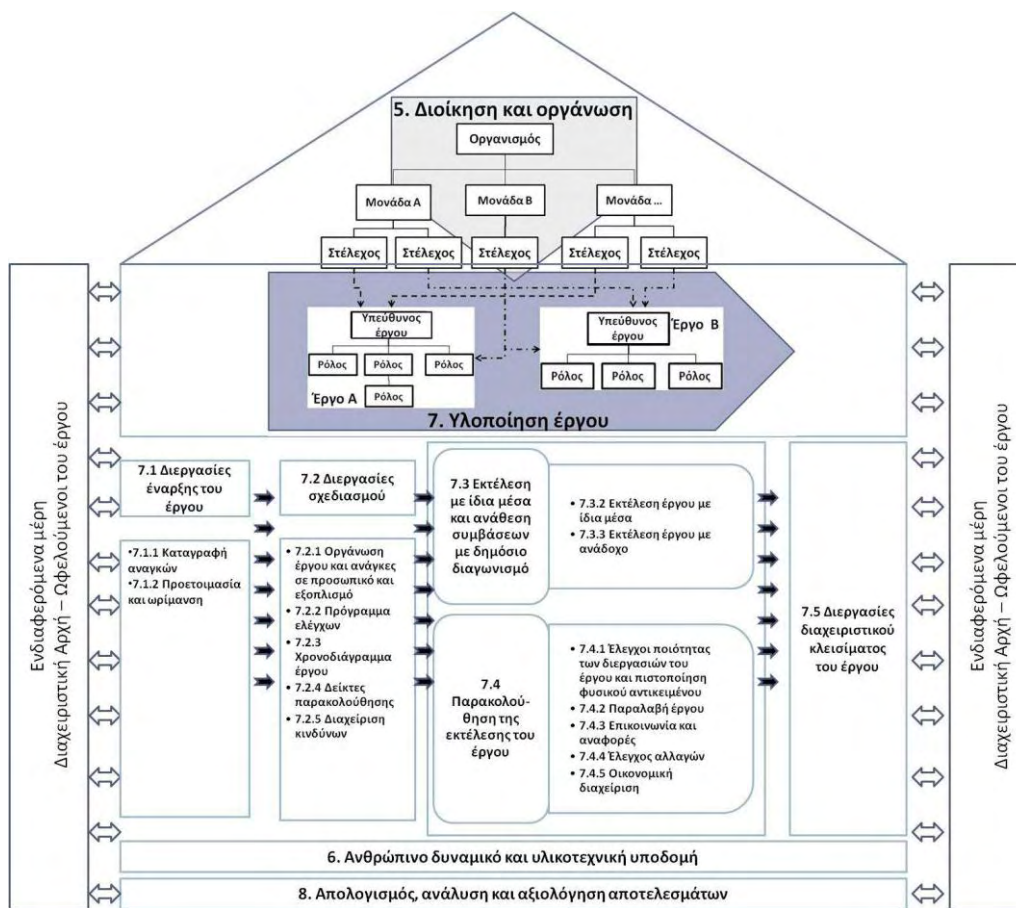 5. Διοίκηση και οργάνωση
Οργανισμός
Μονάδα Α
Μονάδα Β
Μονάδα ...
Στέλεχος
Στέλεχος
Στέλεχος
Στέλεχος
Στέλεχος
Υπεύθυνος
έργου
Ρόλος
Ρόλος
Ρόλος
Ρόλος
Έργο Α
Υπεύθυνος
έργου
Έργο Β
Ρόλος
Ρόλος
Ρόλος
7. Υλοποίηση έργου
Ενδιαφερόμενα μέρη
Διαχειριστική Αρχή – Ωφελούμενοι του έργου
7.1 Διεργασίες
έναρξης του
έργου
•7.1.1 Καταγραφή
αναγκών
•7.1.2 Προετοιμασία
και ωρίμανση
7.2 Διεργασίες
σχεδιασμού
• 7.2.1 Οργάνωση
έργου και ανάγκες
σε προσωπικό και
εξοπλισμό
• 7.2.2 Πρόγραμμα
ελέγχων
• 7.2.3
Χρονοδιάγραμμα
έργου
• 7.2.4 Δείκτες
παρακολούθησης
• 7.2.5 Διαχείριση
κινδύνων
7.3 Εκτέλεση
με ίδια μέσα
και ανάθεση
συμβάσεων
με δημόσιο
διαγωνισμό
• 7.3.2 Εκτέλεση έργου με
ίδια μέσα
• 7.3.3 Εκτέλεση έργου με
ανάδοχο
7.4
Παρακολού-
θηση της
εκτέλεσης του
έργου
• 7.4.1 Έλεγχοι ποιότητας
των διεργασιών του
έργου και πιστοποίηση
φυσικού αντικειμένου
• 7.4.2 Παραλαβή έργου
• 7.4.3 Επικοινωνία και
αναφορές
• 7.4.4 Έλεγχος αλλαγών
• 7.4.5 Οικονομική
διαχείριση
7.5 Διεργασίες
διαχειριστικού
κλεισίματος
του έργου
Ενδιαφερόμενα μέρη
Διαχειριστική Αρχή – Ωφελούμενοι του έργου
6. Ανθρώπινο δυναμικό και υλικοτεχνική υποδομή
8. Απολογισμός, ανάλυση και αξιολόγηση αποτελεσμάτων